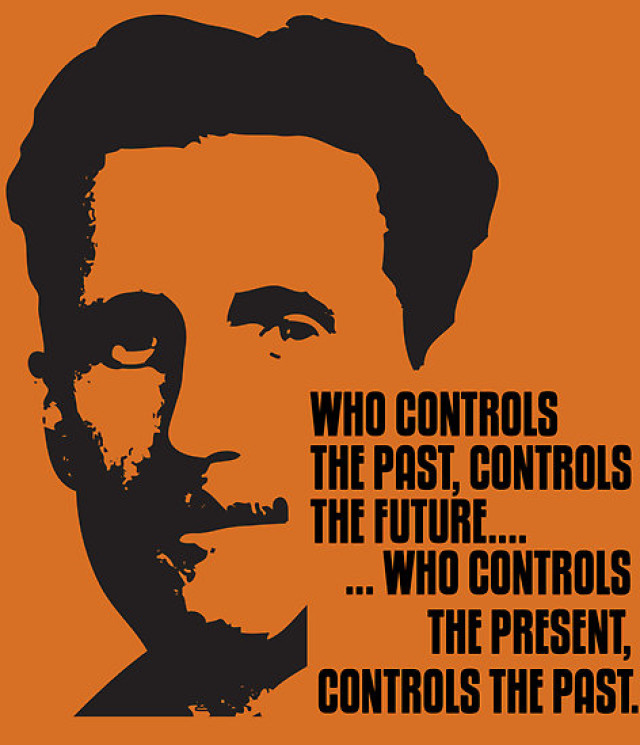 WHO CONTROLS
THE PAST, CONTROLS
THE FUTURE....
... WHO CONTROLS
THE PRESENT,
CONTROLS THE PAST.